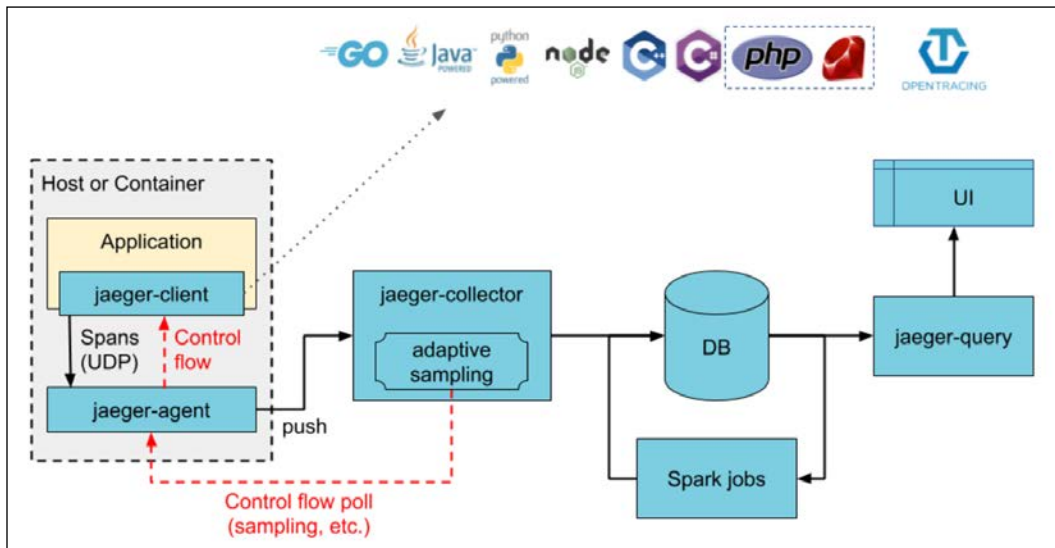 GO
Java
POWERED
python
powered
node
JS
C++
C#
php
OPENTRACING
Host or Container
Application
jaeger-client
Spans
(UDP)
Control
flow
jaeger-agent
push
jaeger-collector
adaptive
sampling
Control flow poll
(sampling, etc.)
DB
Spark jobs
UI
jaeger-query